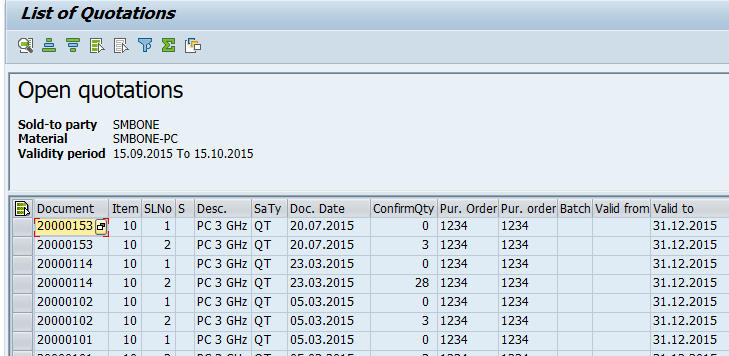 List of Quotations
Open quotations
Sold-to party SMBONE
Material SMBONE-PC
Validity period 15.09.2015 To 15.10.2015
Document Item SLNo S Desc. SaTy Doc. Date ConfirmQty Pur. Order Pur. order Batch Valid from Valid to
20000153 10 1 PC 3 GHz QT 20.07.2015 0 1234 1234 31.12.2015
20000153 10 2 PC 3 GHz QT 20.07.2015 3 1234 1234 31.12.2015
20000114 10 1 PC 3 GHz QT 23.03.2015 0 1234 1234 31.12.2015
20000114 10 2 PC 3 GHz QT 23.03.2015 28 1234 1234 31.12.2015
20000102 10 1 PC 3 GHz QT 05.03.2015 0 1234 1234 31.12.2015
20000102 10 2 PC 3 GHz QT 05.03.2015 3 1234 1234 31.12.2015
20000101 10 1 PC 3 GHz QT 05.03.2015 0 1234 1234 31.12.2015